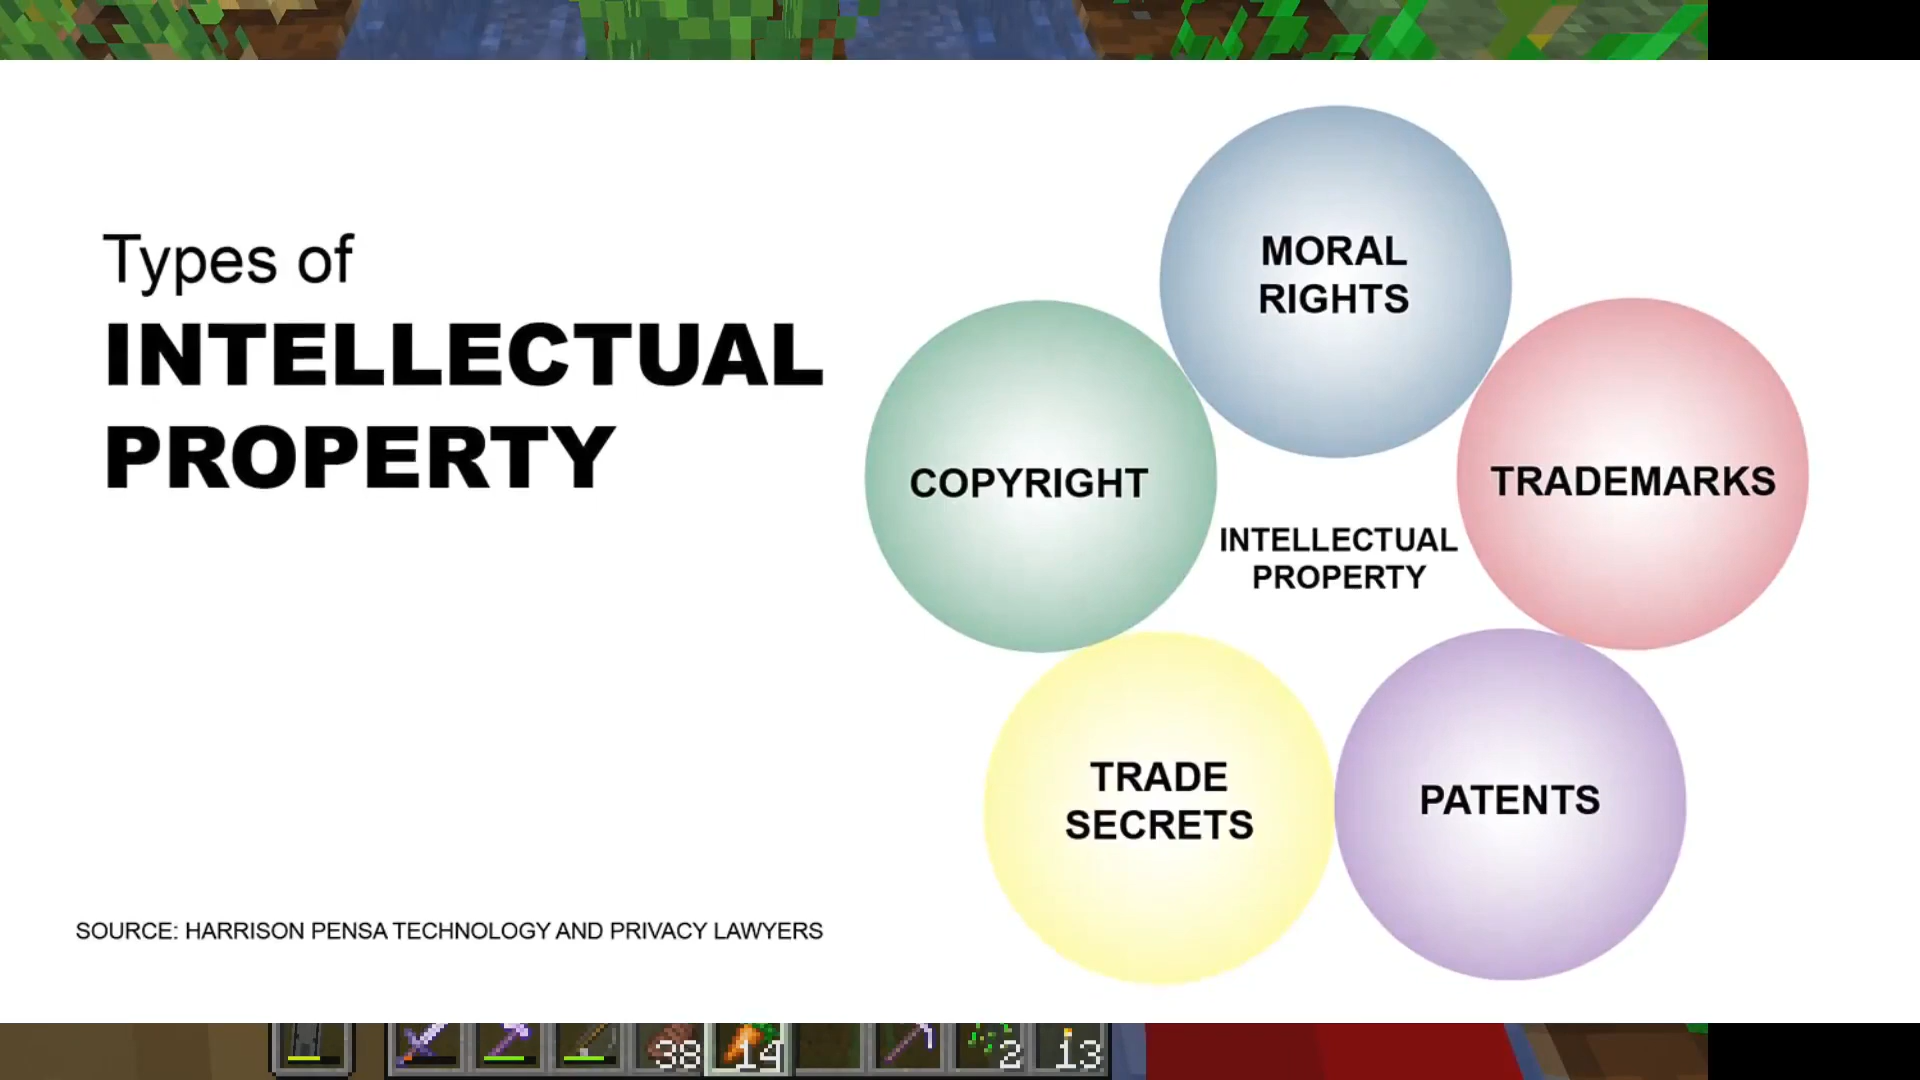 Types of
INTELLECTUAL
PROPERTY
MORAL
RIGHTS
COPYRIGHT
TRADEMARKS
INTELLECTUAL
PROPERTY
TRADE
SECRETS
PATENTS
SOURCE: HARRISON PENSA TECHNOLOGY AND PRIVACY LAWYERS
38
14
2
13